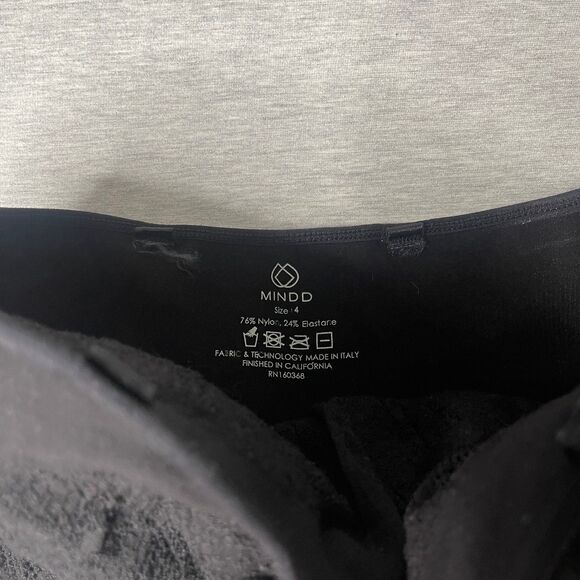 MINDD
Size 4
76% Nylon, 24% Elastane
FABRIC & TECHNOLOGY MADE IN ITALY
FINISHED IN CALIFORNIA
RN160368